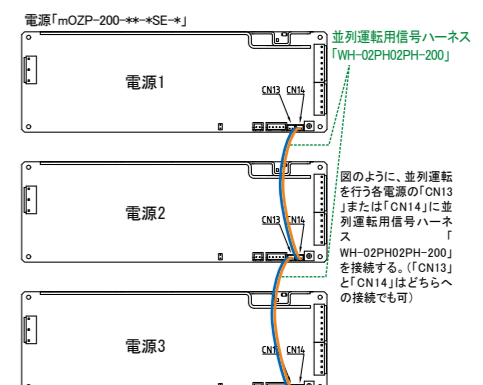 電源「mOZP-200-**-*SE-*」
並列運転用信号ハーネス
「WH-02PH02PH-200」
電源1
CN13 CN14
電源2
CN13 CN14
図のように、並列運転
を行う各電源の「CN13
」または「CN14」に並
列運転用信号ハーネ
ス「
WH-02PH02PH-200」
を接続する。(「CN13」
と「CN14」はどちらへ
の接続でも可)
電源3
CN13 CN14